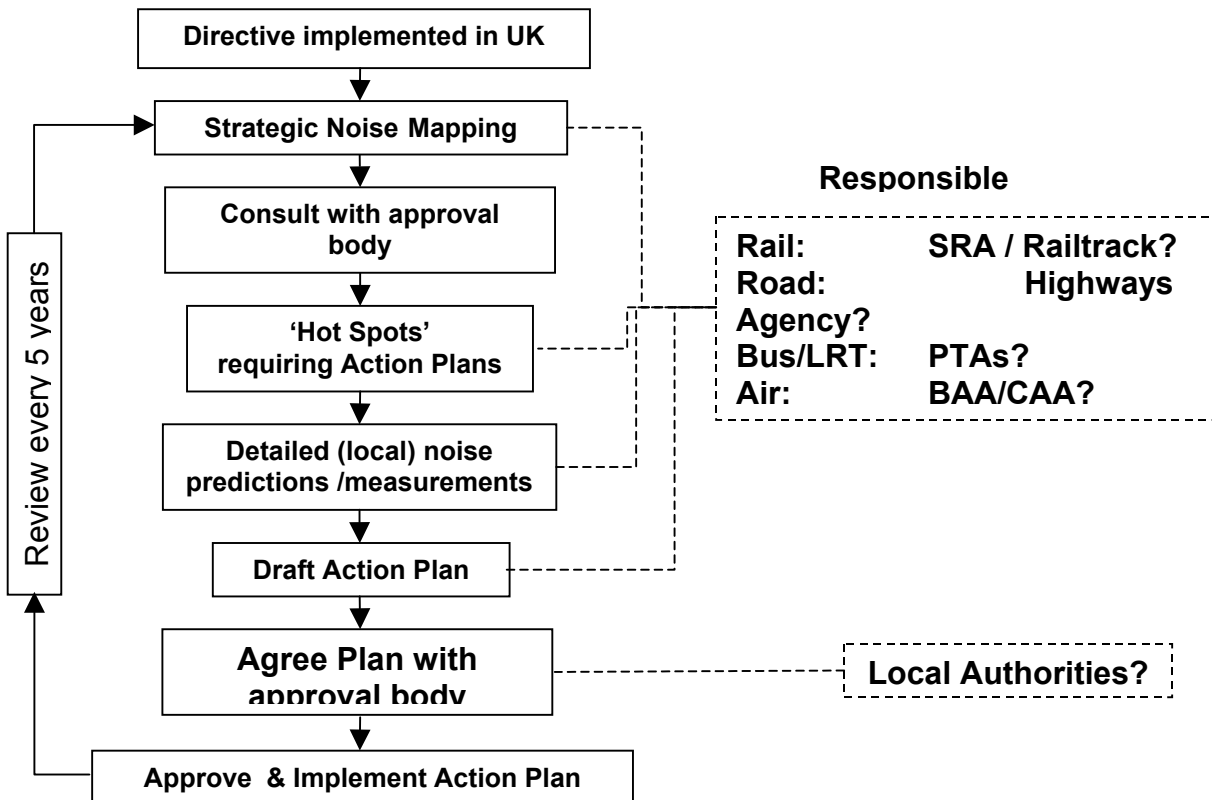 Directive implemented in UK
Strategic Noise Mapping
Consult with approval
body
‘Hot Spots’
requiring Action Plans
Detailed (local) noise
predictions /measurements
Draft Action Plan
Agree Plan with
approval body
Approve & Implement Action Plan
Review every 5 years
Responsible
Rail: SRA / Railtrack?
Road: Highways
Agency?
Bus/LRT: PTAs?
Air: BAA/CAA?
Local Authorities?